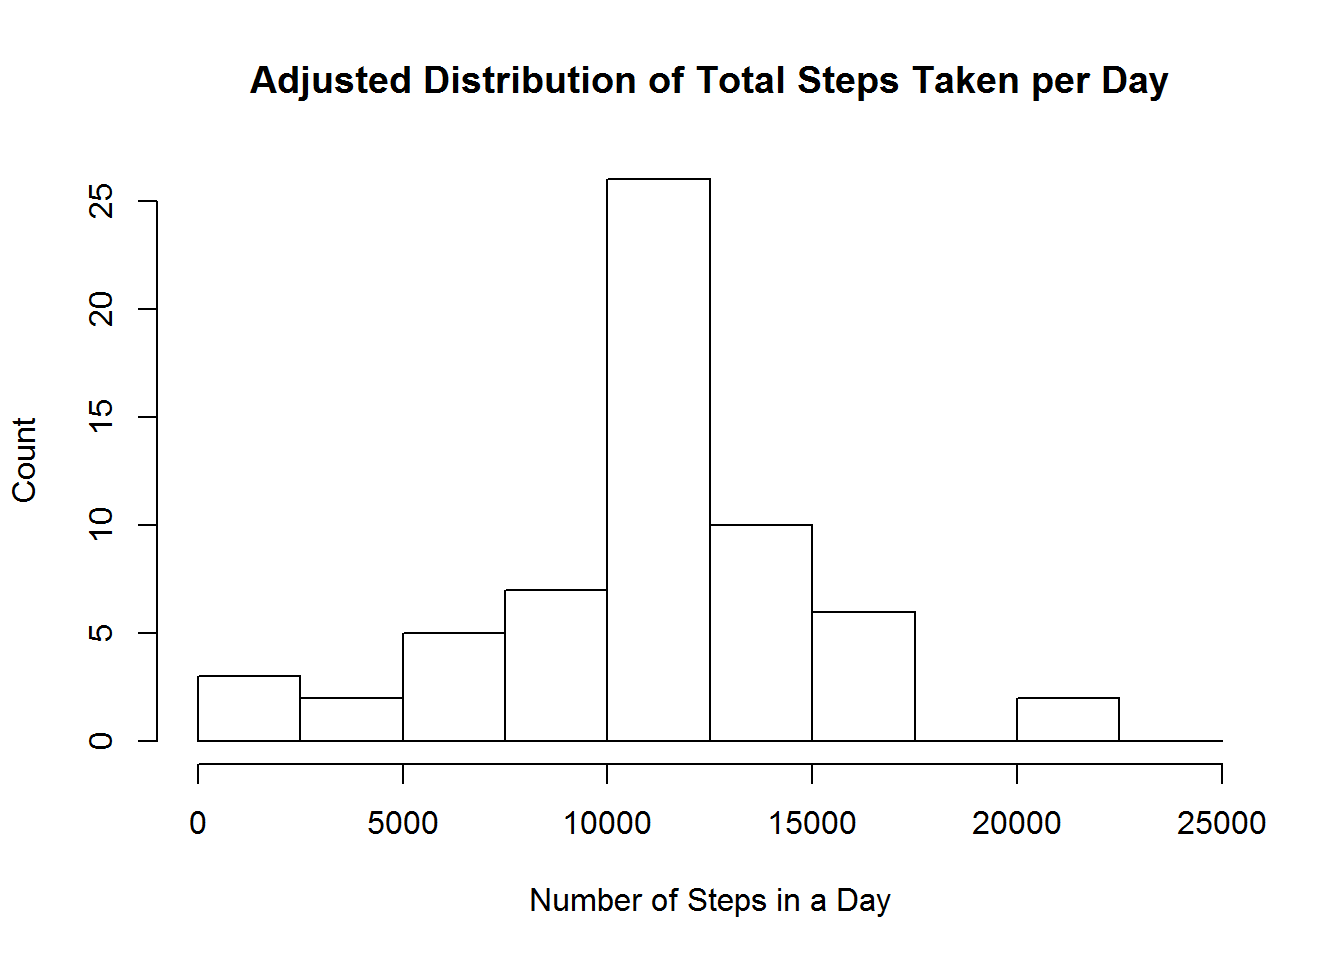 Adjusted Distribution of Total Steps Taken per Day
Count
25
20
15
10
5
0
0 5000 10000 15000 20000 25000
Number of Steps in a Day